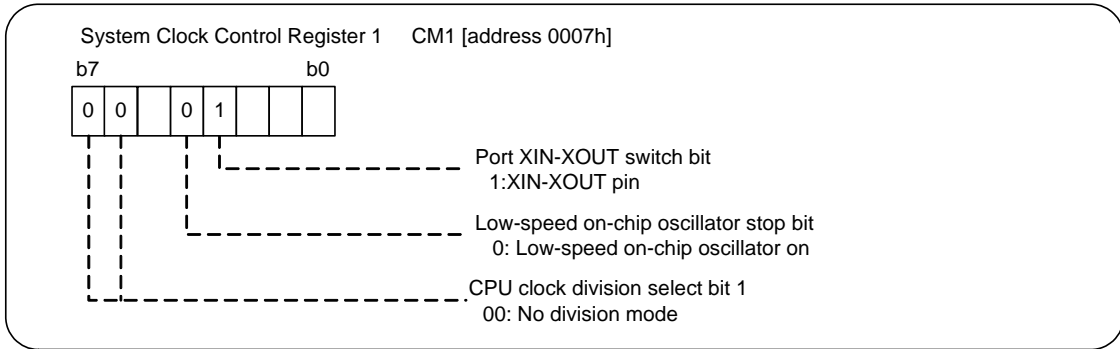 System Clock Control Register 1 CM1 [address 0007h]
b7 b0
0 0 0 1
Port XIN-XOUT switch bit
1:XIN-XOUT pin
Low-speed on-chip oscillator stop bit
0: Low-speed on-chip oscillator on
CPU clock division select bit 1
00: No division mode